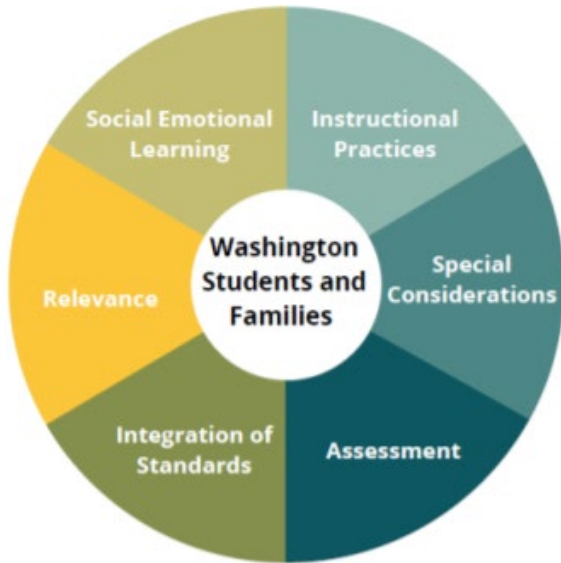 Social Emotional
Learning
Instructional
Practices
Washington
Students and
Families
Special
Considerations
Relevance
Integration of
Standards
Assessment